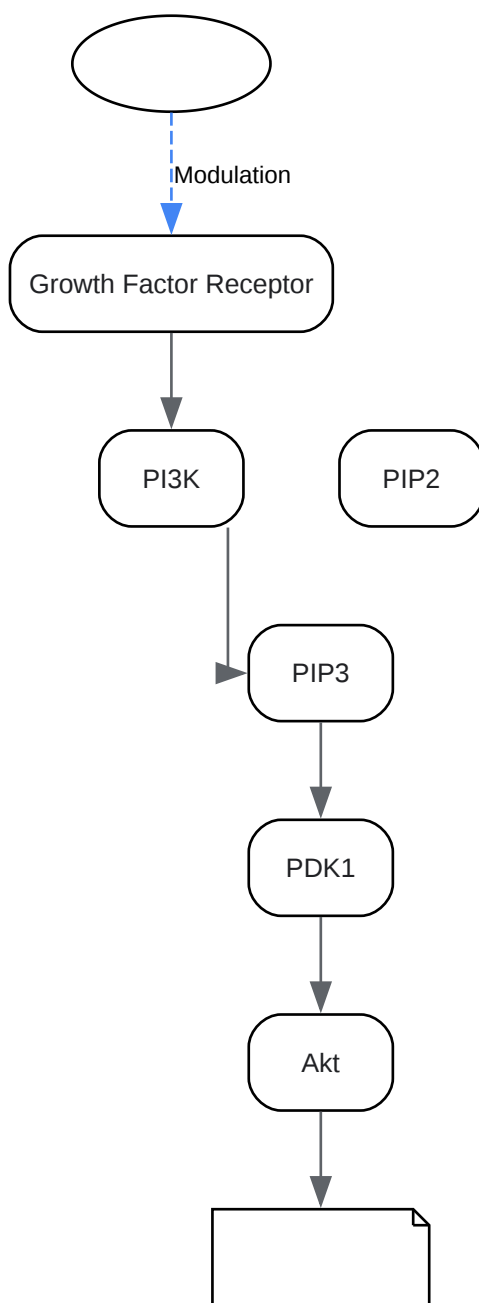 Modulation
Growth Factor Receptor
PI3K
PIP2
PIP3
PDK1
Akt